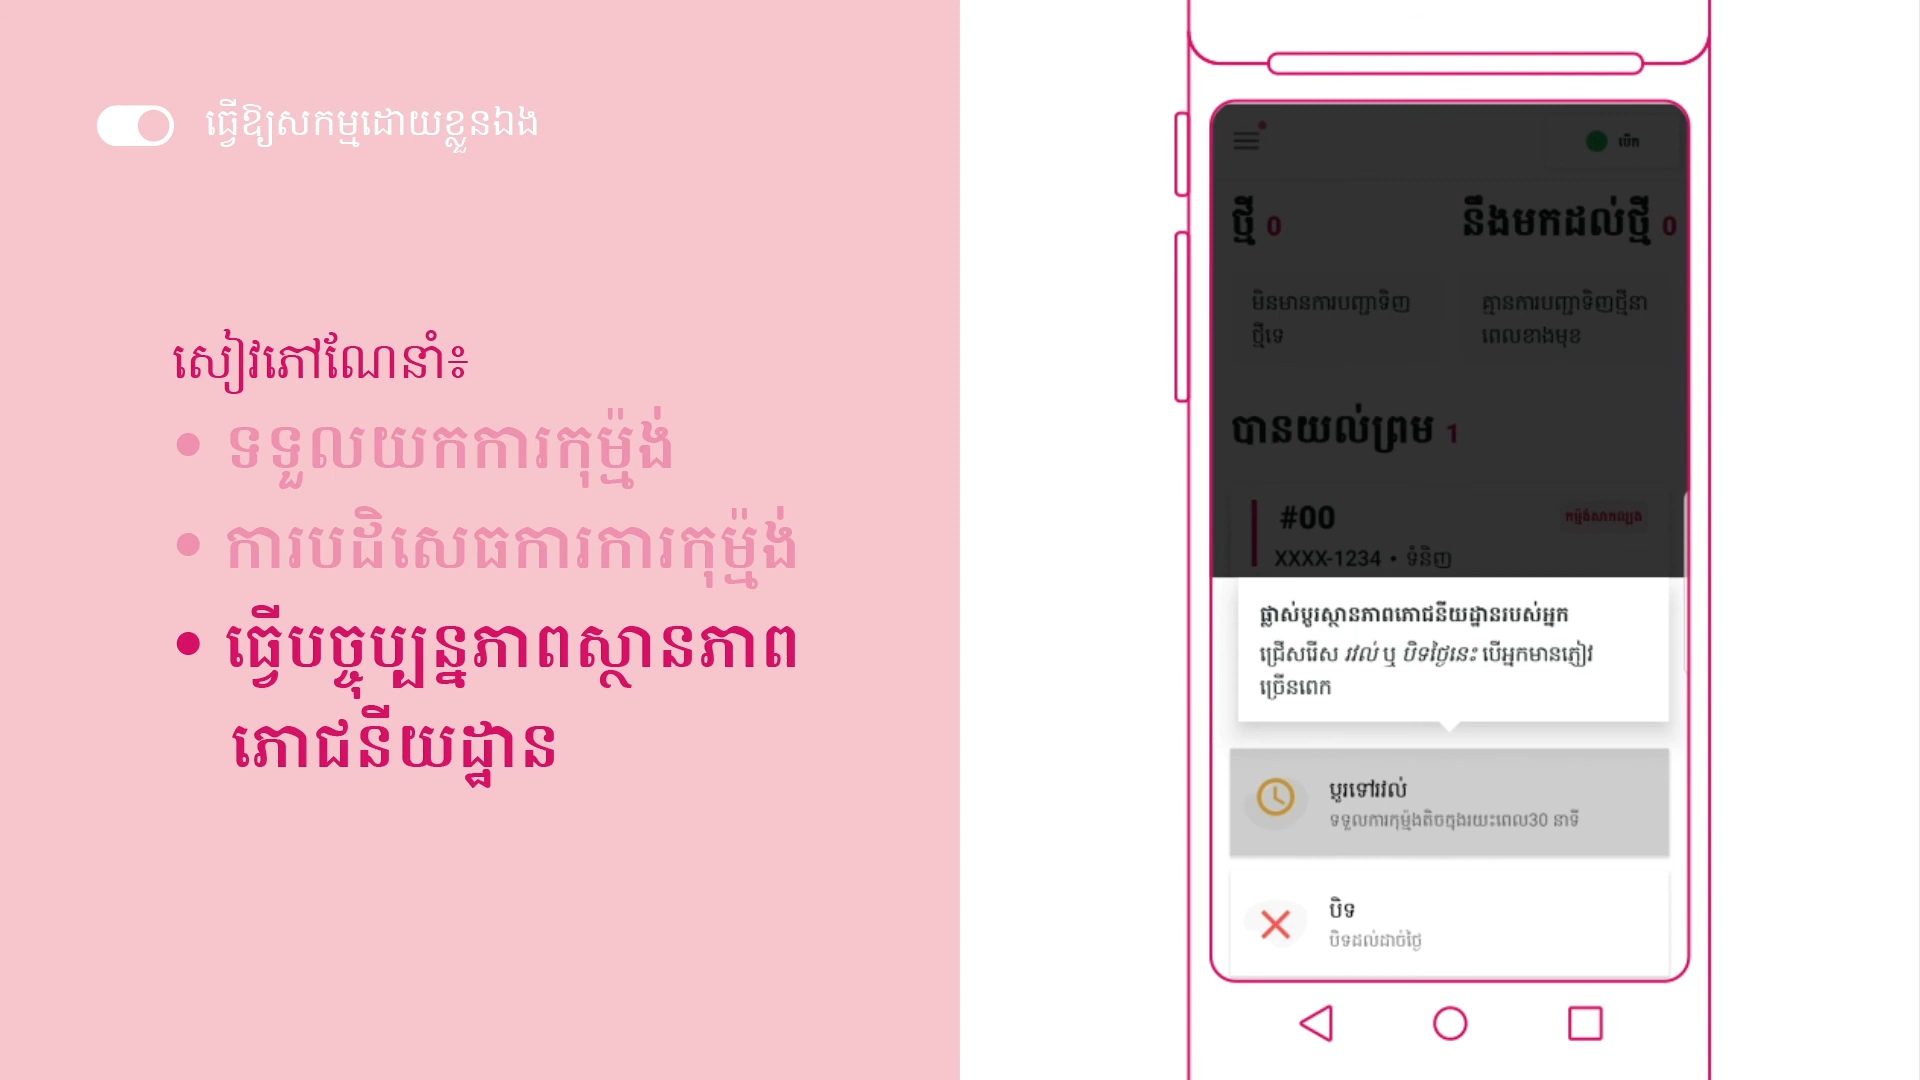 ធ្វើឱ្យសកម្មដោយខ្លួនឯង
សៀវភៅណែនាំ៖
• ទទួលយកការកុម្ម៉ង់
• ការបដិសេធការការកុម្ម៉ង់
• ធ្វើបច្ចុប្បន្នភាពស្ថានភាព
ភោជនីយដ្ឋាន
បើក
ថ្មី 0
នឹងមកដល់ថ្មី 0
មិនមានការបញ្ជាទិញ
ថ្មីទេ
គ្មានការបញ្ជាទិញថ្មីនា
ពេលខាងមុខ
បានយល់ព្រម 1
#00
កម្ម៉ង់សាកល្បង
XXXX-1234 • ទំនិញ
ផ្លាស់ប្តូរស្ថានភាពភោជនីយដ្ឋានរបស់អ្នក
ជ្រើសរើស រវល់ ឬ បិទថ្ងៃនេះ បើអ្នកមានភ្ញៀវ
ច្រើនពេក
ប្តូរទៅរវល់
ទទួលការកុម្ម៉ងតិចក្នុងរយះពេល30 នាទី
បិទ
បិទដល់ដាច់ថ្ងៃ